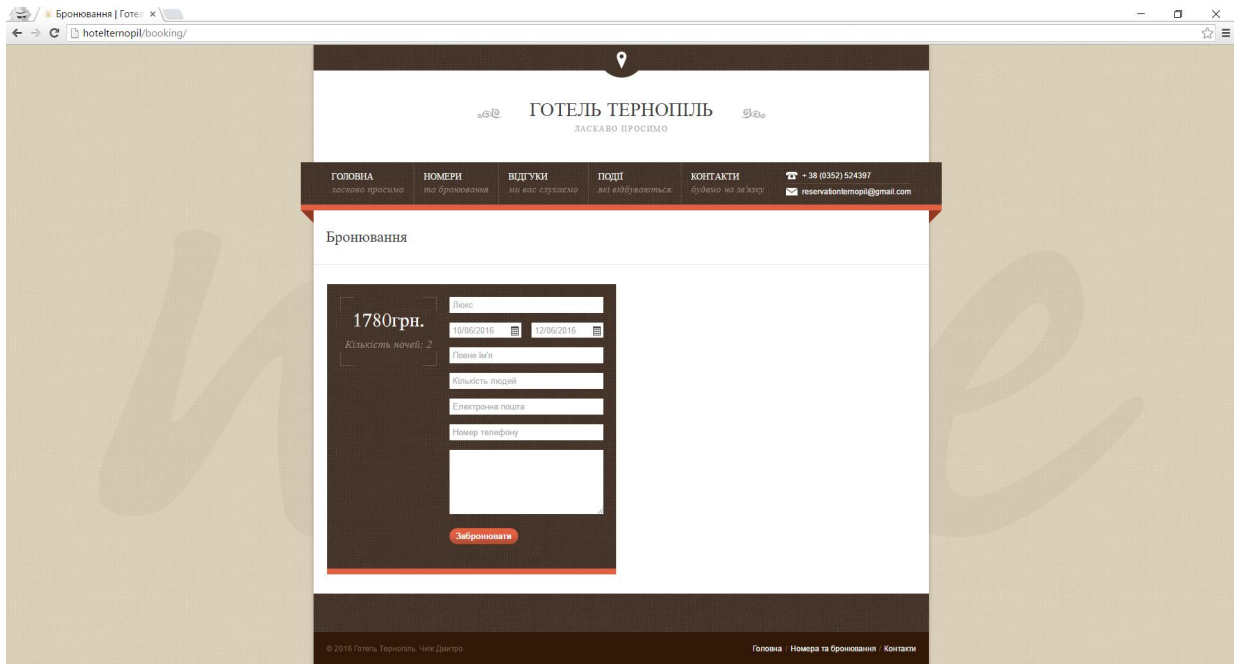 Бронювання | Готел
hotelternopil/booking/
ГОТЕЛЬ ТЕРНОПІЛЬ
ЛАСКАВО ПРОСИМО
ГОЛОВНА НОМЕРИ ВІДГУКИ ПОДІЇ КОНТАКТИ + 38 (0352) 524397
ласкаво просимо та бронювання ми вас слухаємо які відбуваються будемо на зв'язку reservationternopil@gmail.com
Бронювання
Люкс
1780грн.
10/06/2016 12/06/2016
Кількість ночей: 2
Повне ім'я
Кількість людей
Електронна пошта
Номер телефону
Забронювати
© 2016 Готель Тернопіль. Чиж Дмитро Головна / Номера та бронювання / Контакти